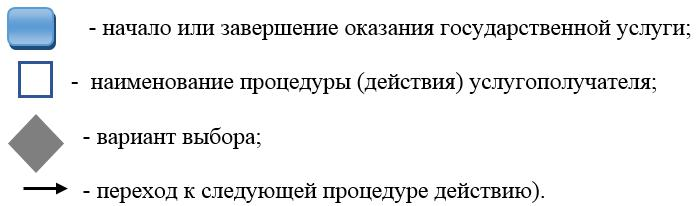 - начало или завершение оказания государственной услуги;
- наименование процедуры (действия) услугополучателя;
- вариант выбора;
- переход к следующей процедуре действию).